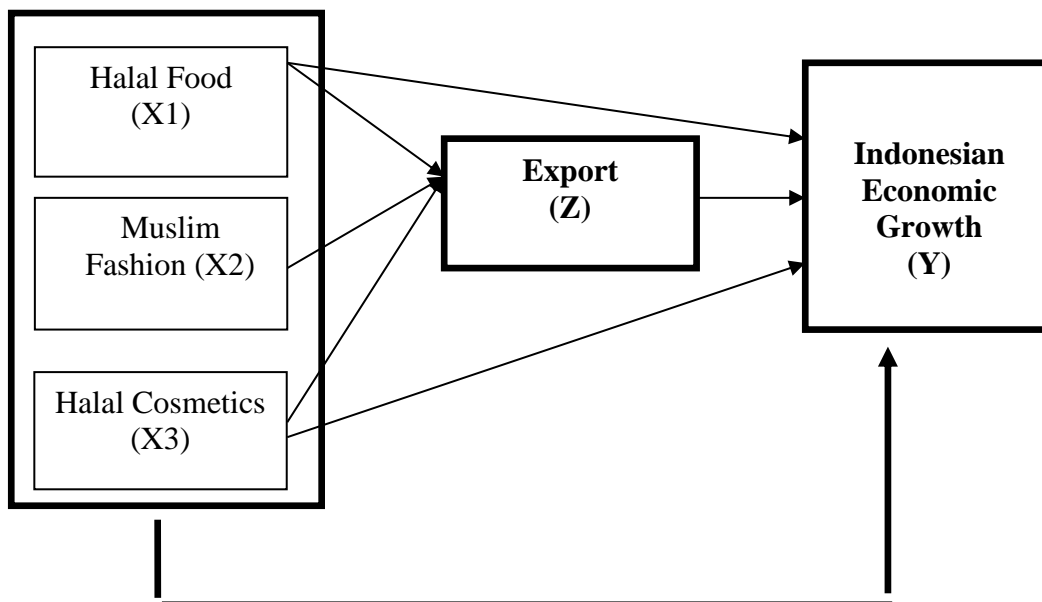 Halal Food
(X1)
Muslim
Fashion (X2)
Halal Cosmetics
(X3)
Export
(Z)
Indonesian
Economic
Growth
(Y)